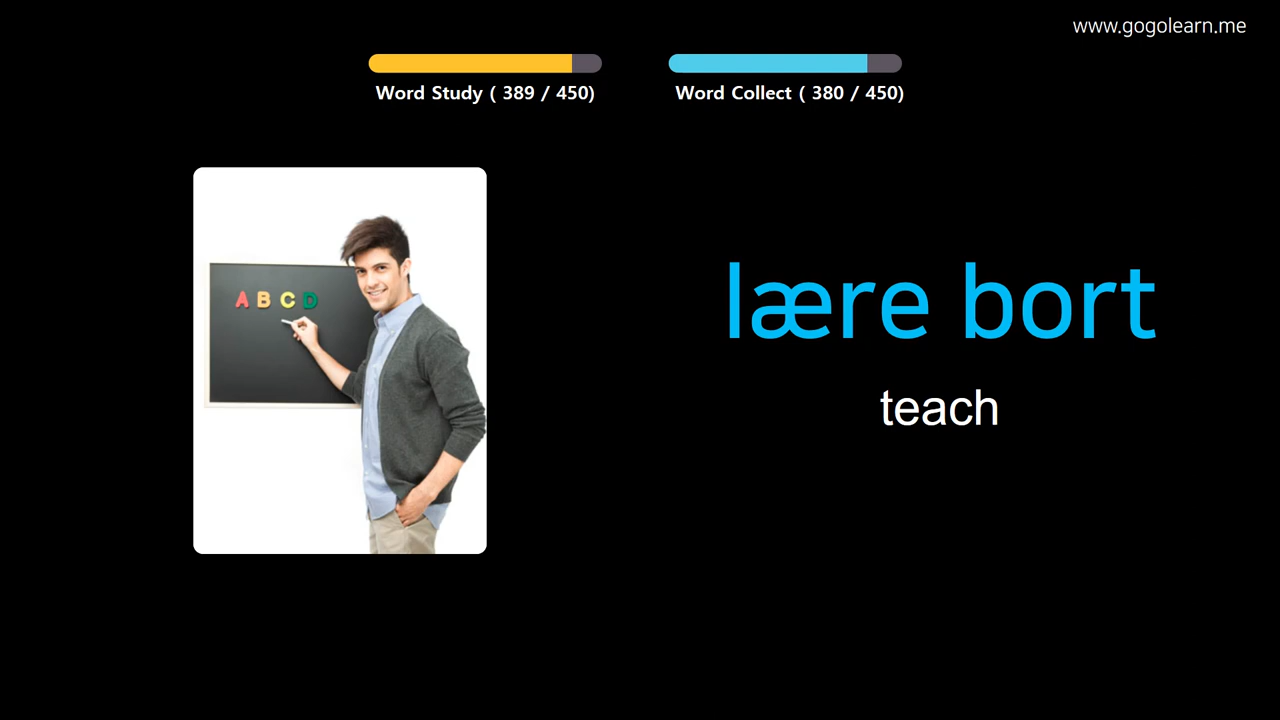 www.gogolearn.me
Word Study ( 389 / 450)
Word Collect ( 380 / 450)
A B C D
lære bort
teach